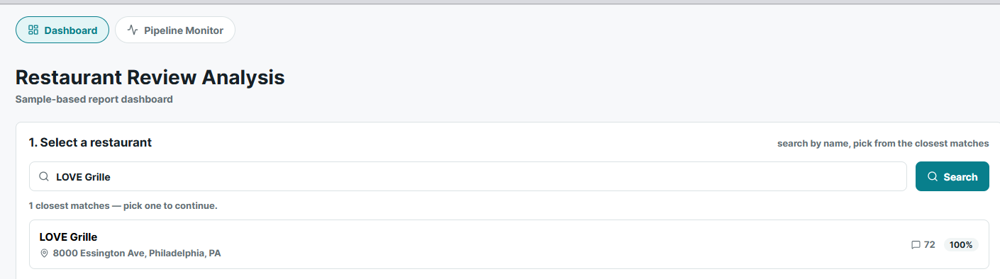 Dashboard
Pipeline Monitor
Restaurant Review Analysis
Sample-based report dashboard
1. Select a restaurant
search by name, pick from the closest matches
LOVE Grille
Search
1 closest matches — pick one to continue.
LOVE Grille
8000 Essington Ave, Philadelphia, PA
72
100%